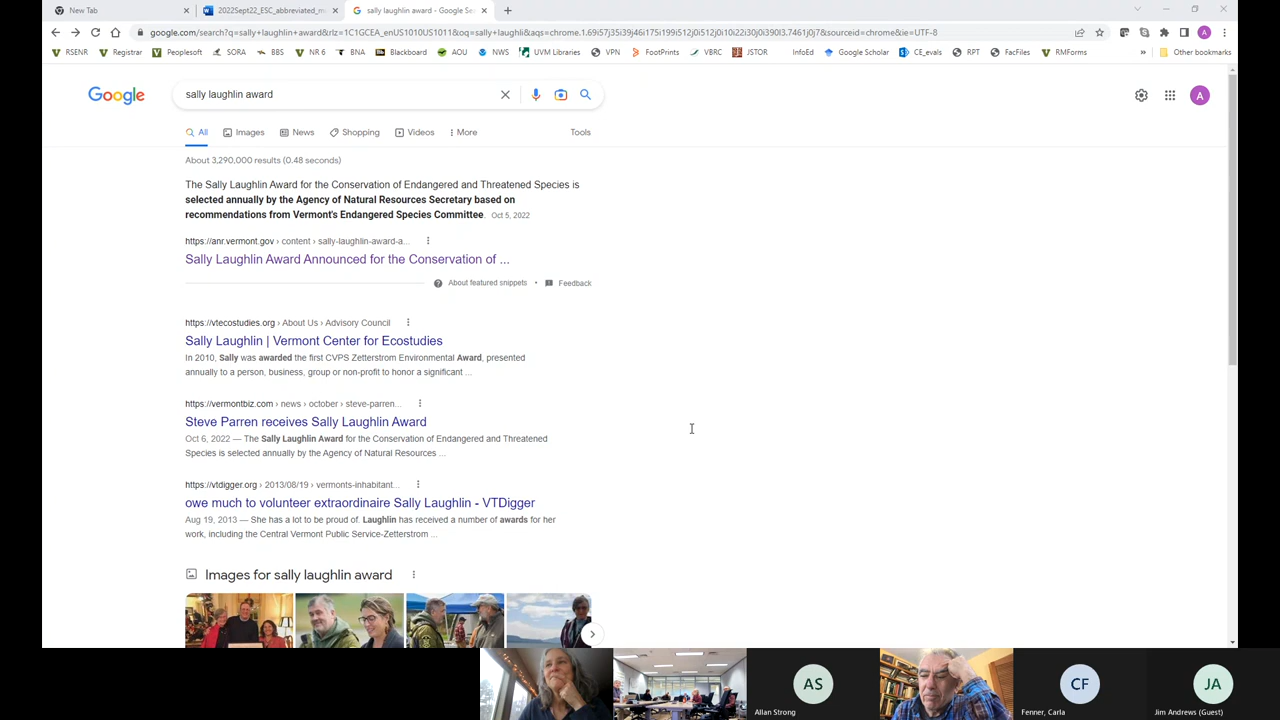 New Tab
2022Sept22_ESC_abbreviated_m
sally laughlin award - Google Se
google.com/search?q=sally+laughlin+award&rlz=1C1GCEA_enUS1010US1011&oq=sally+laughli&aqs=chrome.1.69i57j35i39j46i175i199i512j0i512j0i10i22i30j0i390l3.7461j0j7&sourceid=chrome&ie=UTF-8
RSENR Registrar Peoplesoft SORA BBS NR 6 BNA Blackboard AOU NWS UVM Libraries VPN FootPrints VBRC JSTOR InfoEd Google Scholar CE_evals RPT FacFiles RMForms » Other bookmarks
Google
sally laughlin award
A
All Images News Shopping Videos More Tools
About 3,290,000 results (0.48 seconds)
The Sally Laughlin Award for the Conservation of Endangered and Threatened Species is
selected annually by the Agency of Natural Resources Secretary based on
recommendations from Vermont's Endangered Species Committee. Oct 5, 2022
https://anr.vermont.gov › content › sally-laughlin-award-a...
Sally Laughlin Award Announced for the Conservation of ...
About featured snippets • Feedback
https://vtecostudies.org › About Us › Advisory Council
Sally Laughlin | Vermont Center for Ecostudies
In 2010, Sally was awarded the first CVPS Zetterstrom Environmental Award, presented
annually to a person, business, group or non-profit to honor a significant ...
https://vermontbiz.com › news › october › steve-parren...
Steve Parren receives Sally Laughlin Award
Oct 6, 2022 — The Sally Laughlin Award for the Conservation of Endangered and Threatened
Species is selected annually by the Agency of Natural Resources ...
https://vtdigger.org › 2013/08/19 › vermonts-inhabitant...
owe much to volunteer extraordinaire Sally Laughlin - VTDigger
Aug 19, 2013 — She has a lot to be proud of. Laughlin has received a number of awards for her
work, including the Central Vermont Public Service-Zetterstrom ...
Images for sally laughlin award
AS CF JA
Allan Strong Fenner, Carla Jim Andrews (Guest)